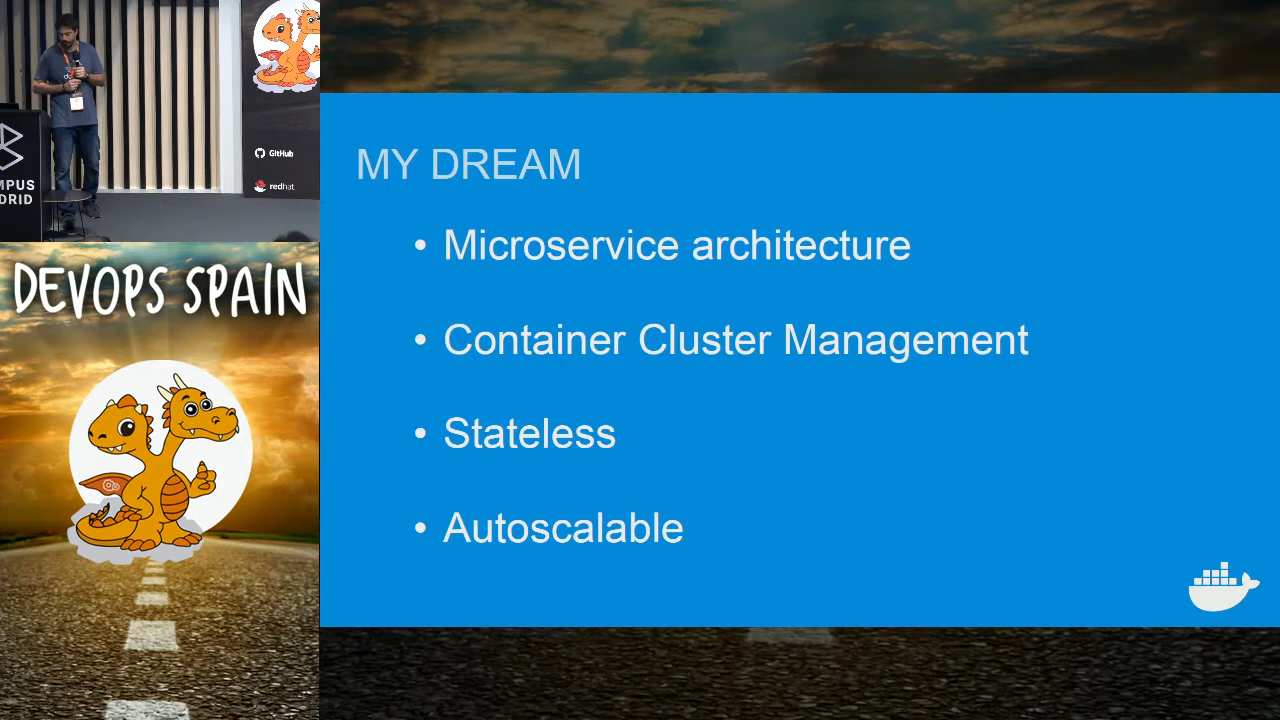 GitHub
redhat
MPUS
DRID
DEVOPS SPAIN
MY DREAM
• Microservice architecture
• Container Cluster Management
• Stateless
• Autoscalable